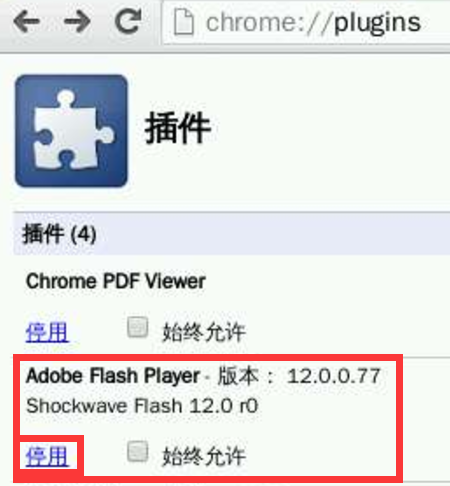 chrome://plugins
插件
插件 (4)
Chrome PDF Viewer
停用 始终允许
Adobe Flash Player - 版本： 12.0.0.77
Shockwave Flash 12.0 r0
停用 始终允许